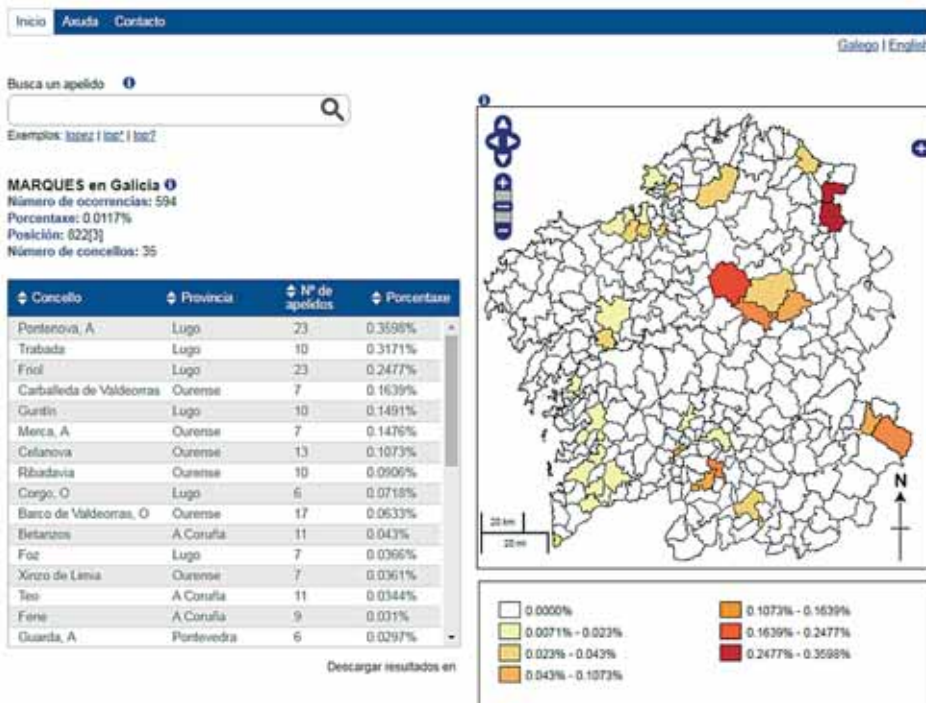 Inicio Axuda Contacto
Galego | English
Busca un apelido
Exemplos: lopez | lop* | lop?
MARQUES en Galicia
Número de ocorrencias: 594
Porcentaxe: 0.0117%
Posición: 822[3]
Número de concellos: 35
Concello Provincia Nº de apelidos Porcentaxe
Pontenova, A Lugo 23 0.3598%
Trabada Lugo 10 0.3171%
Friol Lugo 23 0.2477%
Carballeda de Valdeorras Ourense 7 0.1639%
Guntín Lugo 10 0.1491%
Merca, A Ourense 7 0.1476%
Celanova Ourense 13 0.1073%
Ribadavia Ourense 10 0.0906%
Corgo, O Lugo 6 0.0718%
Barco de Valdeorras, O Ourense 17 0.0633%
Betanzos A Coruña 11 0.043%
Foz Lugo 7 0.0366%
Xinzo de Limia Ourense 7 0.0361%
Teo A Coruña 11 0.0344%
Fene A Coruña 9 0.031%
Guarda, A Pontevedra 6 0.0297%
Descargar resultados en
N
20 km
20 mi
0.0000%
0.0071% - 0.023%
0.023% - 0.043%
0.043% - 0.1073%
0.1073% - 0.1639%
0.1639% - 0.2477%
0.2477% - 0.3598%